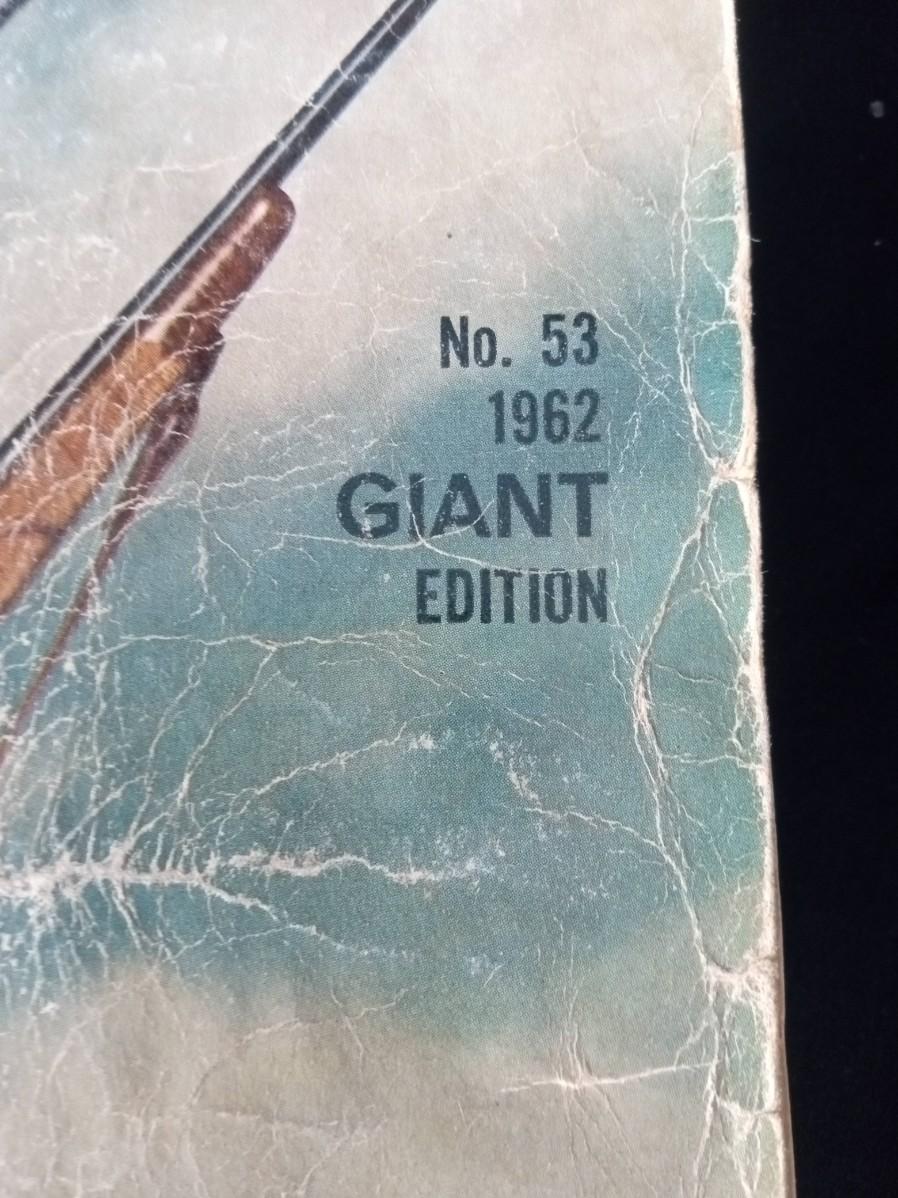 No. 53
1962
GIANT
EDITION